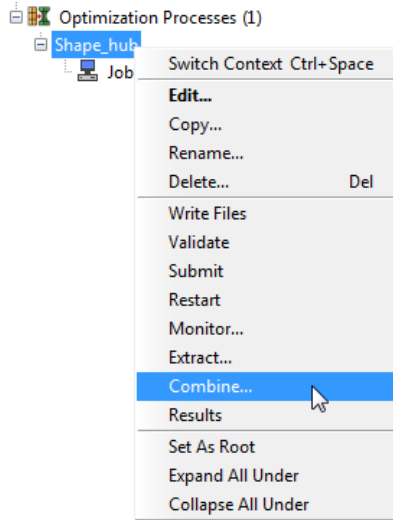 Optimization Processes (1)
Shape_hub
Switch Context Ctrl+Space
Job
Edit...
Copy...
Rename...
Delete... Del
Write Files
Validate
Submit
Restart
Monitor...
Extract...
Combine...
Results
Set As Root
Expand All Under
Collapse All Under